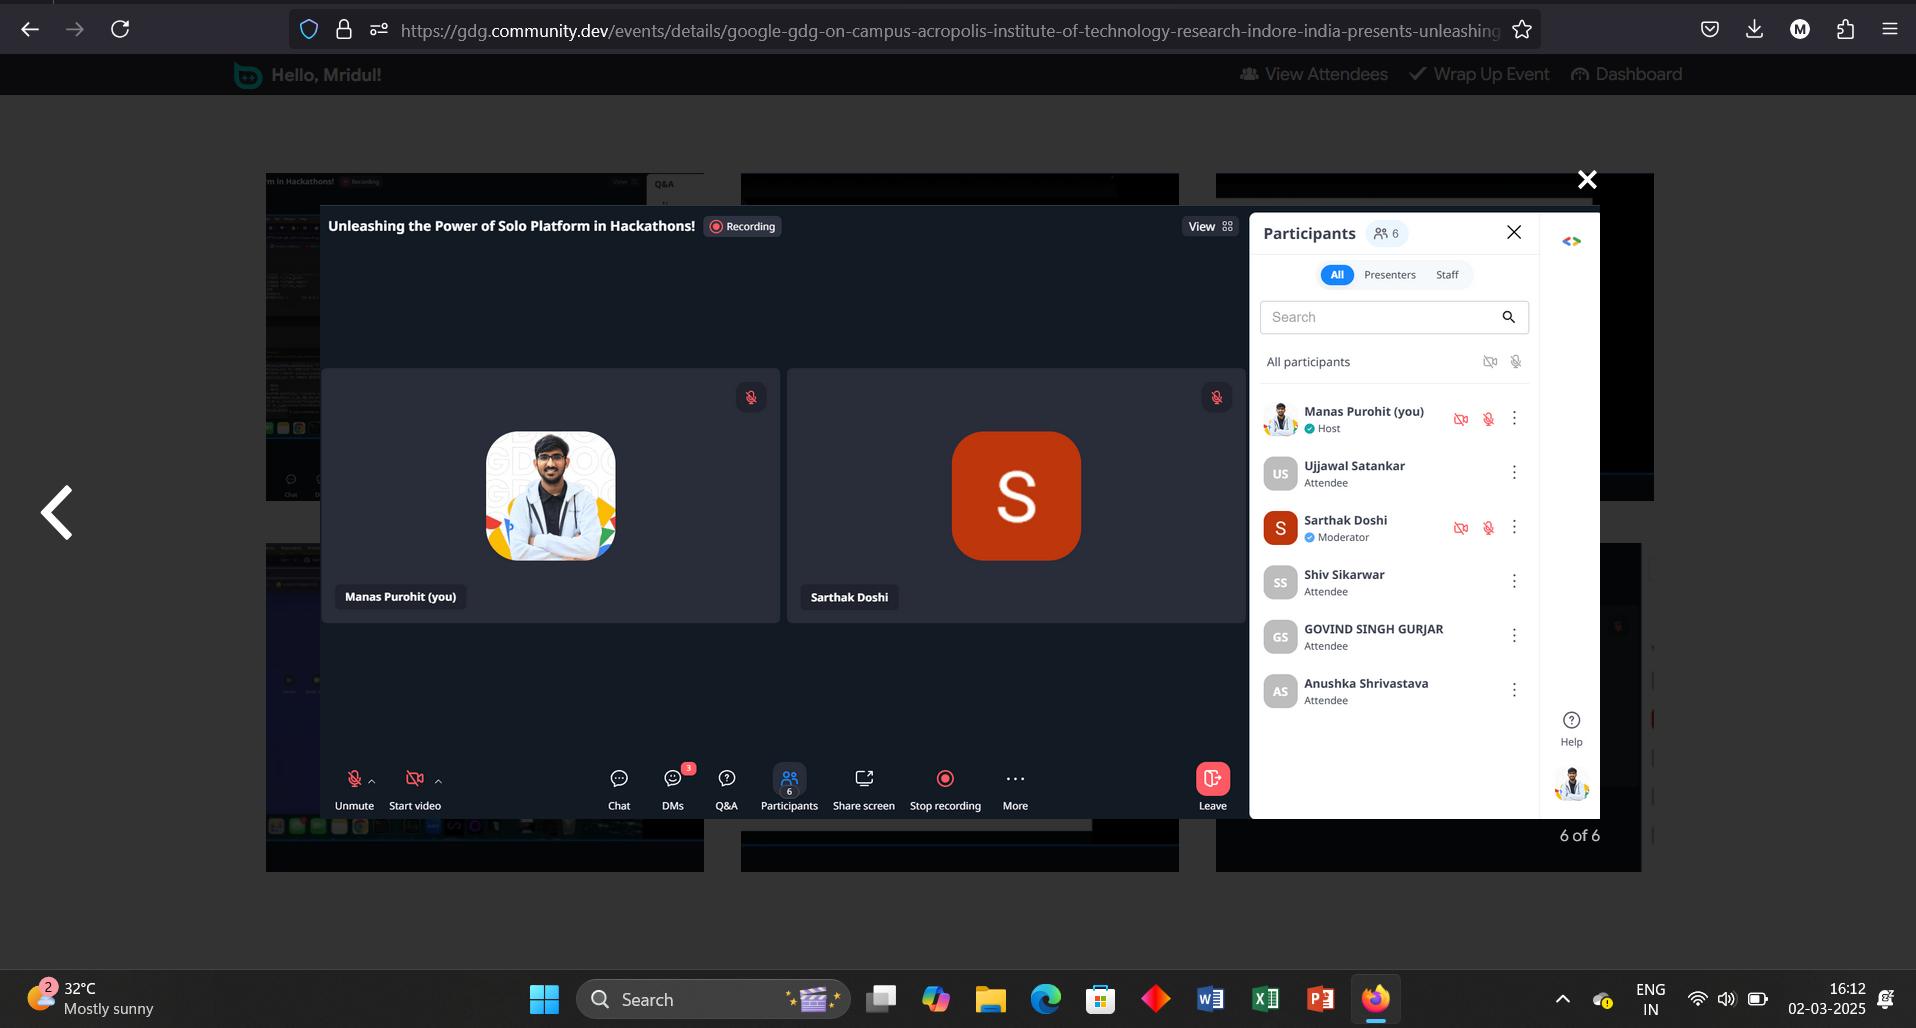 https://gdg.community.dev/events/details/google-gdg-on-campus-acropolis-institute-of-technology-research-indore-india-presents-unleashing
M
Hello, Mridul!
View Attendees
Wrap Up Event
Dashboard
m in Hackathons!
Recording
View
Q&A
Unleashing the Power of Solo Platform in Hackathons!
Recording
View
Participants
6
All
Presenters
Staff
Search
All participants
Manas Purohit (you)
Host
US
Ujjawal Satankar
Attendee
S
Sarthak Doshi
Moderator
SS
Shiv Sikarwar
Attendee
GS
GOVIND SINGH GURJAR
Attendee
AS
Anushka Shrivastava
Attendee
Help
S
Manas Purohit (you)
Sarthak Doshi
Chat
Unmute
Start video
Chat
3
DMs
Q&A
6
Participants
Share screen
Stop recording
More
Leave
6 of 6
2
32°C
Mostly sunny
Search
ENG
IN
16:12
02-03-2025